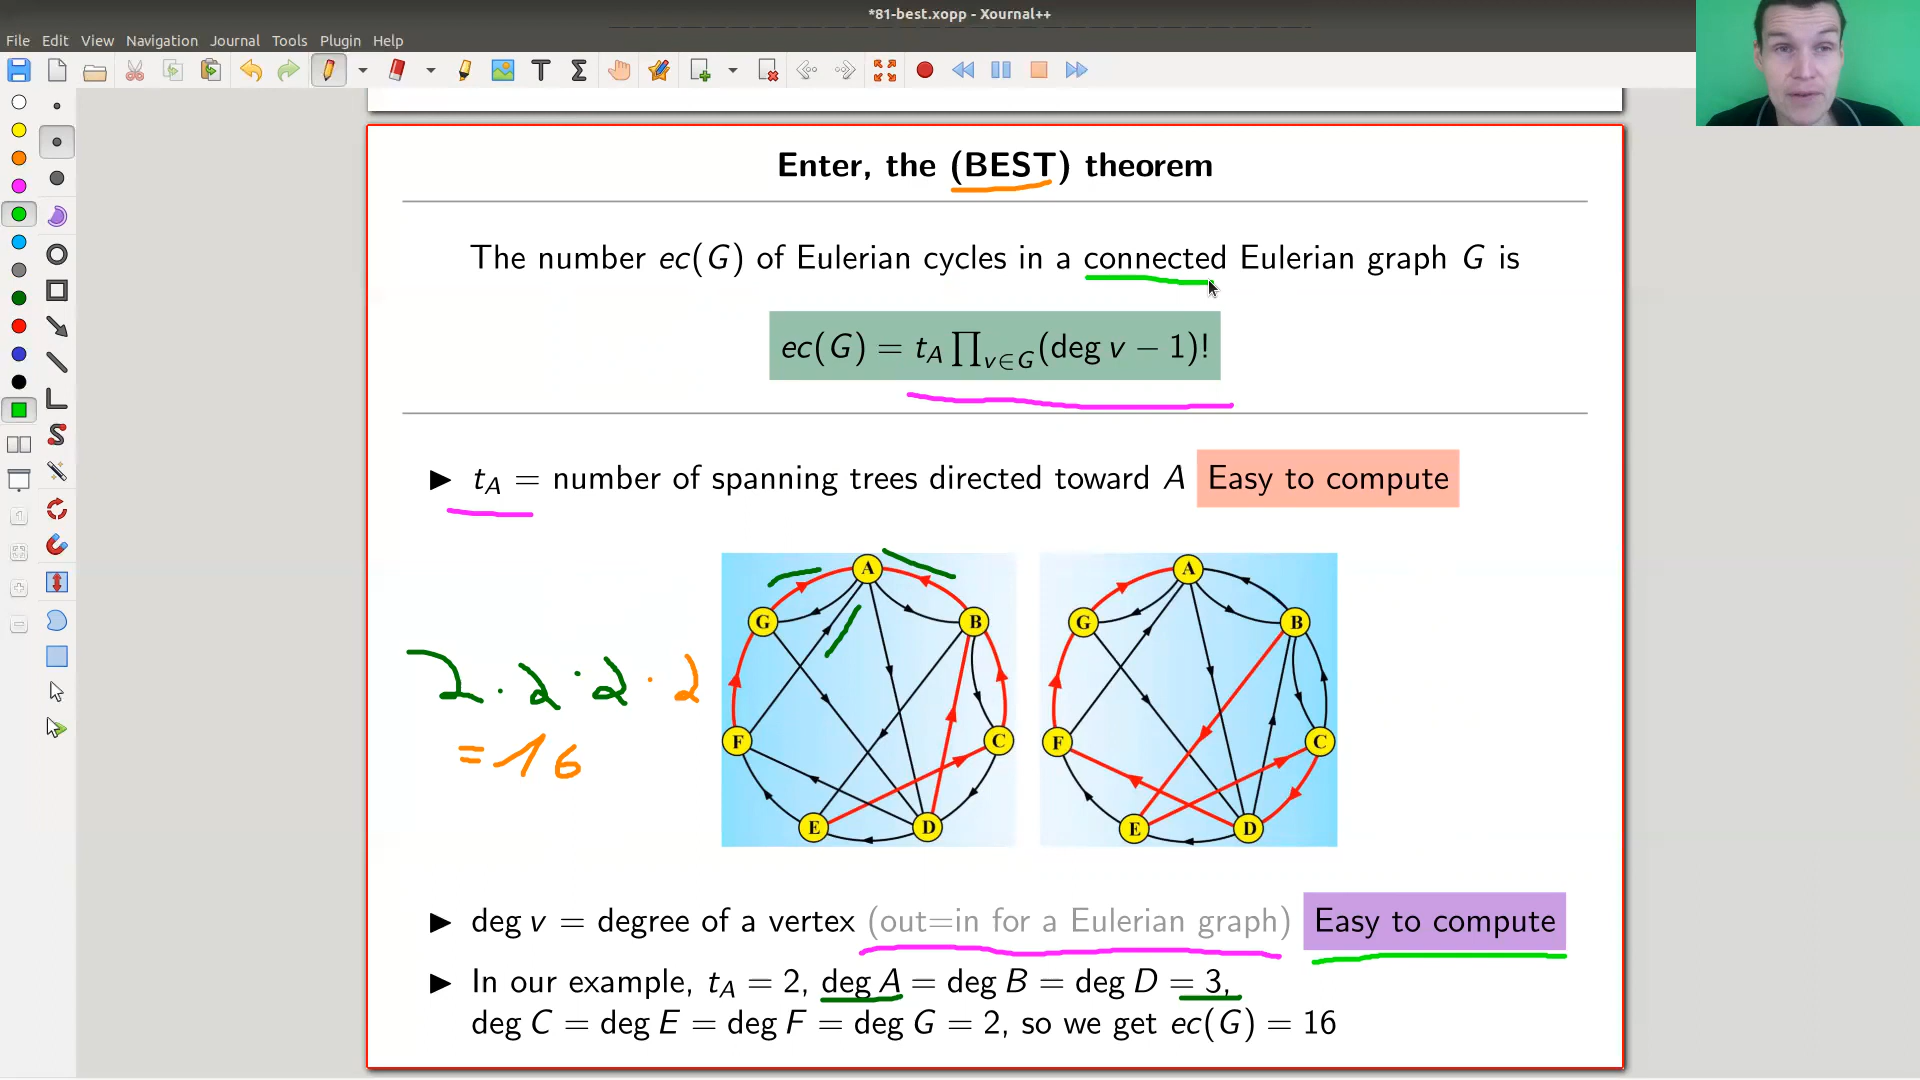 *81-best.xopp - Xournal++
File Edit View Navigation Journal Tools Plugin Help
Enter, the (BEST) theorem
The number ec(G) of Eulerian cycles in a connected Eulerian graph G is
ec(G) = t_A ∏_{v∈G}(deg v − 1)!
▶ t_A = number of spanning trees directed toward A Easy to compute
A A
G B G B
2 · 2 · 2 · 2
F C F C
= 16
E D E D
▶ deg v = degree of a vertex (out=in for a Eulerian graph) Easy to compute
▶ In our example, t_A = 2, deg A = deg B = deg D = 3,
deg C = deg E = deg F = deg G = 2, so we get ec(G) = 16